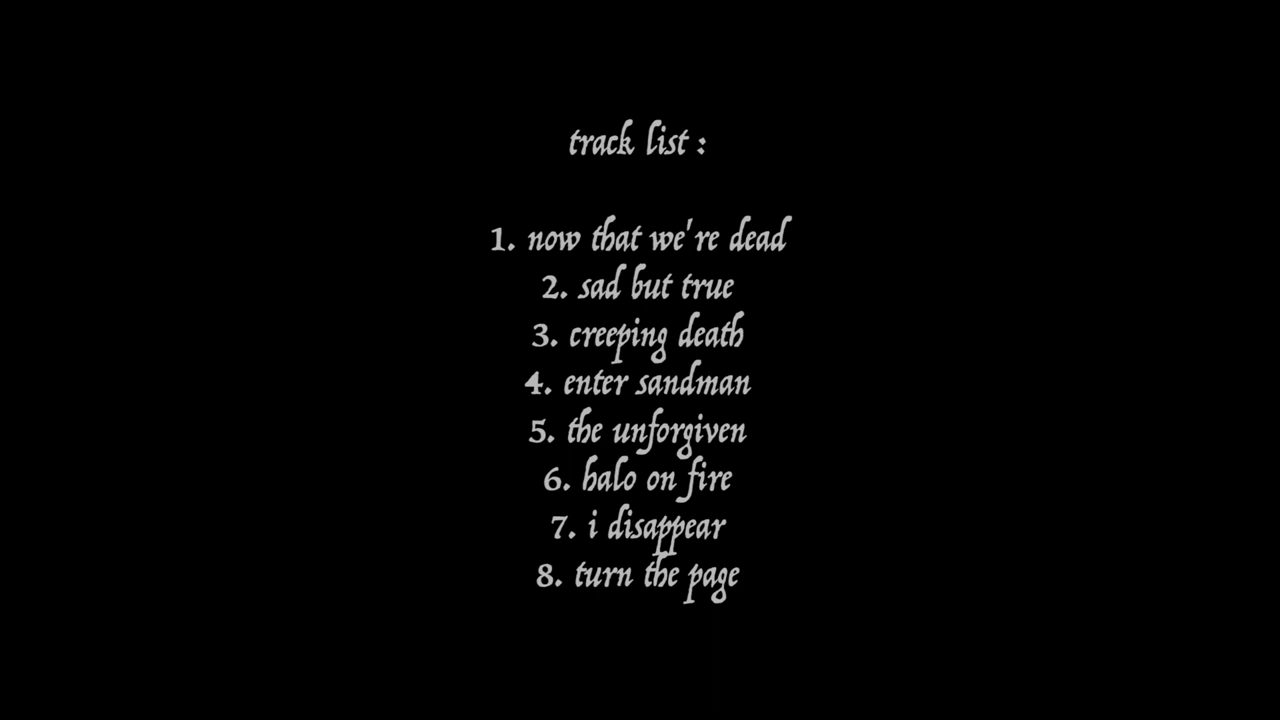 track list :
1. now that we're dead
2. sad but true
3. creeping death
4. enter sandman
5. the unforgiven
6. halo on fire
7. i disappear
8. turn the page